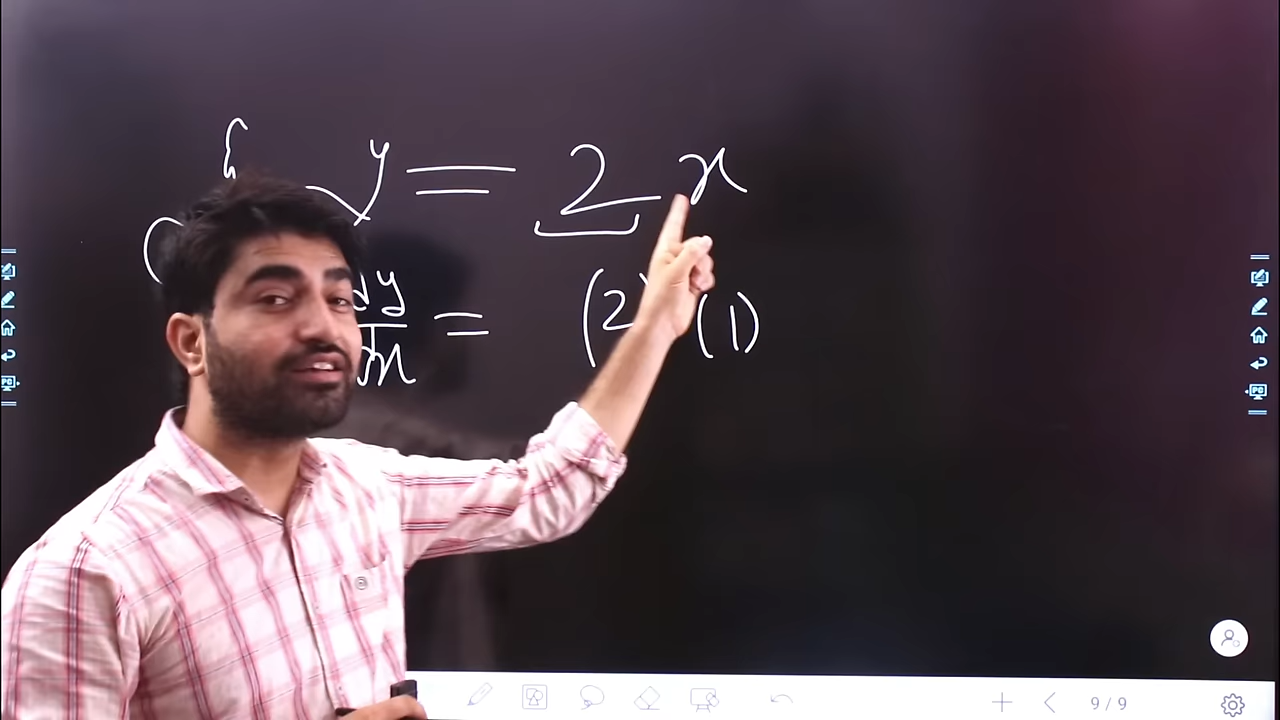 y = 2x
dy/dx = (2) (1)
9/9